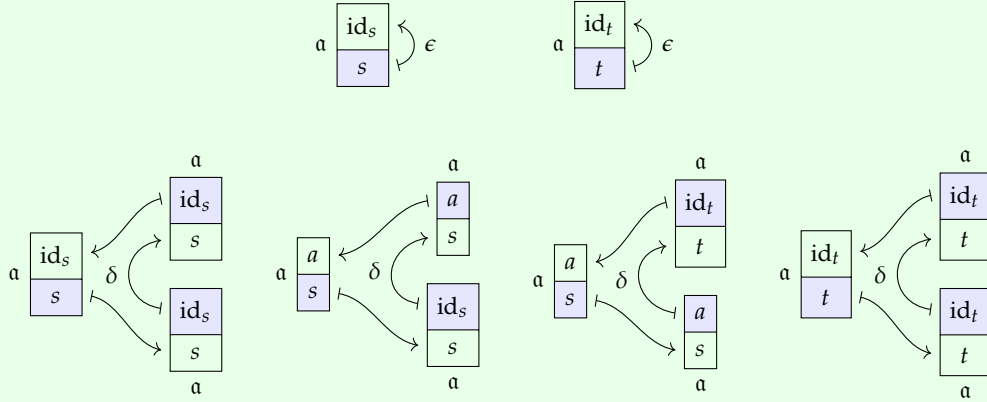 𝔞 id_s s ϵ
𝔞 id_t t ϵ
𝔞 id_s s δ 𝔞 id_s s id_s s 𝔞
𝔞 a s δ 𝔞 a s id_s s 𝔞
𝔞 a s δ 𝔞 id_t t a s 𝔞
𝔞 id_t t δ 𝔞 id_t t id_t t 𝔞